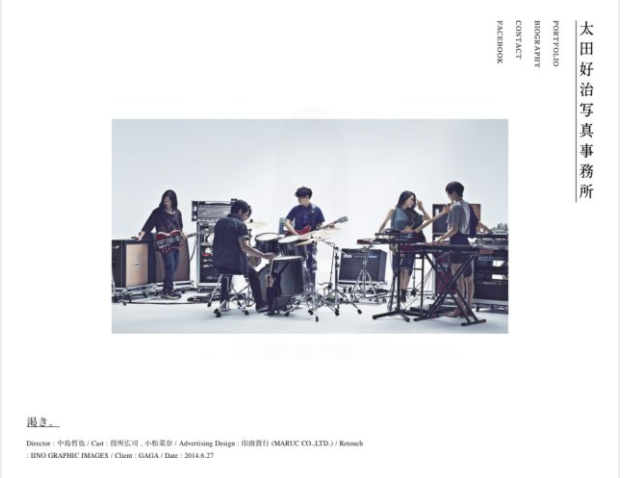 太田好治写真事務所
PORTFOLIO
BIOGRAPHY
CONTACT
FACEBOOK
渇き。
Director : 中島哲也 / Cast : 役所広司 , 小松菜奈 / Advertising Design : 印南貴行 (MARUC CO.,LTD.) / Retouch
: IINO GRAPHIC IMAGES / Client : GAGA / Date : 2014.6.27